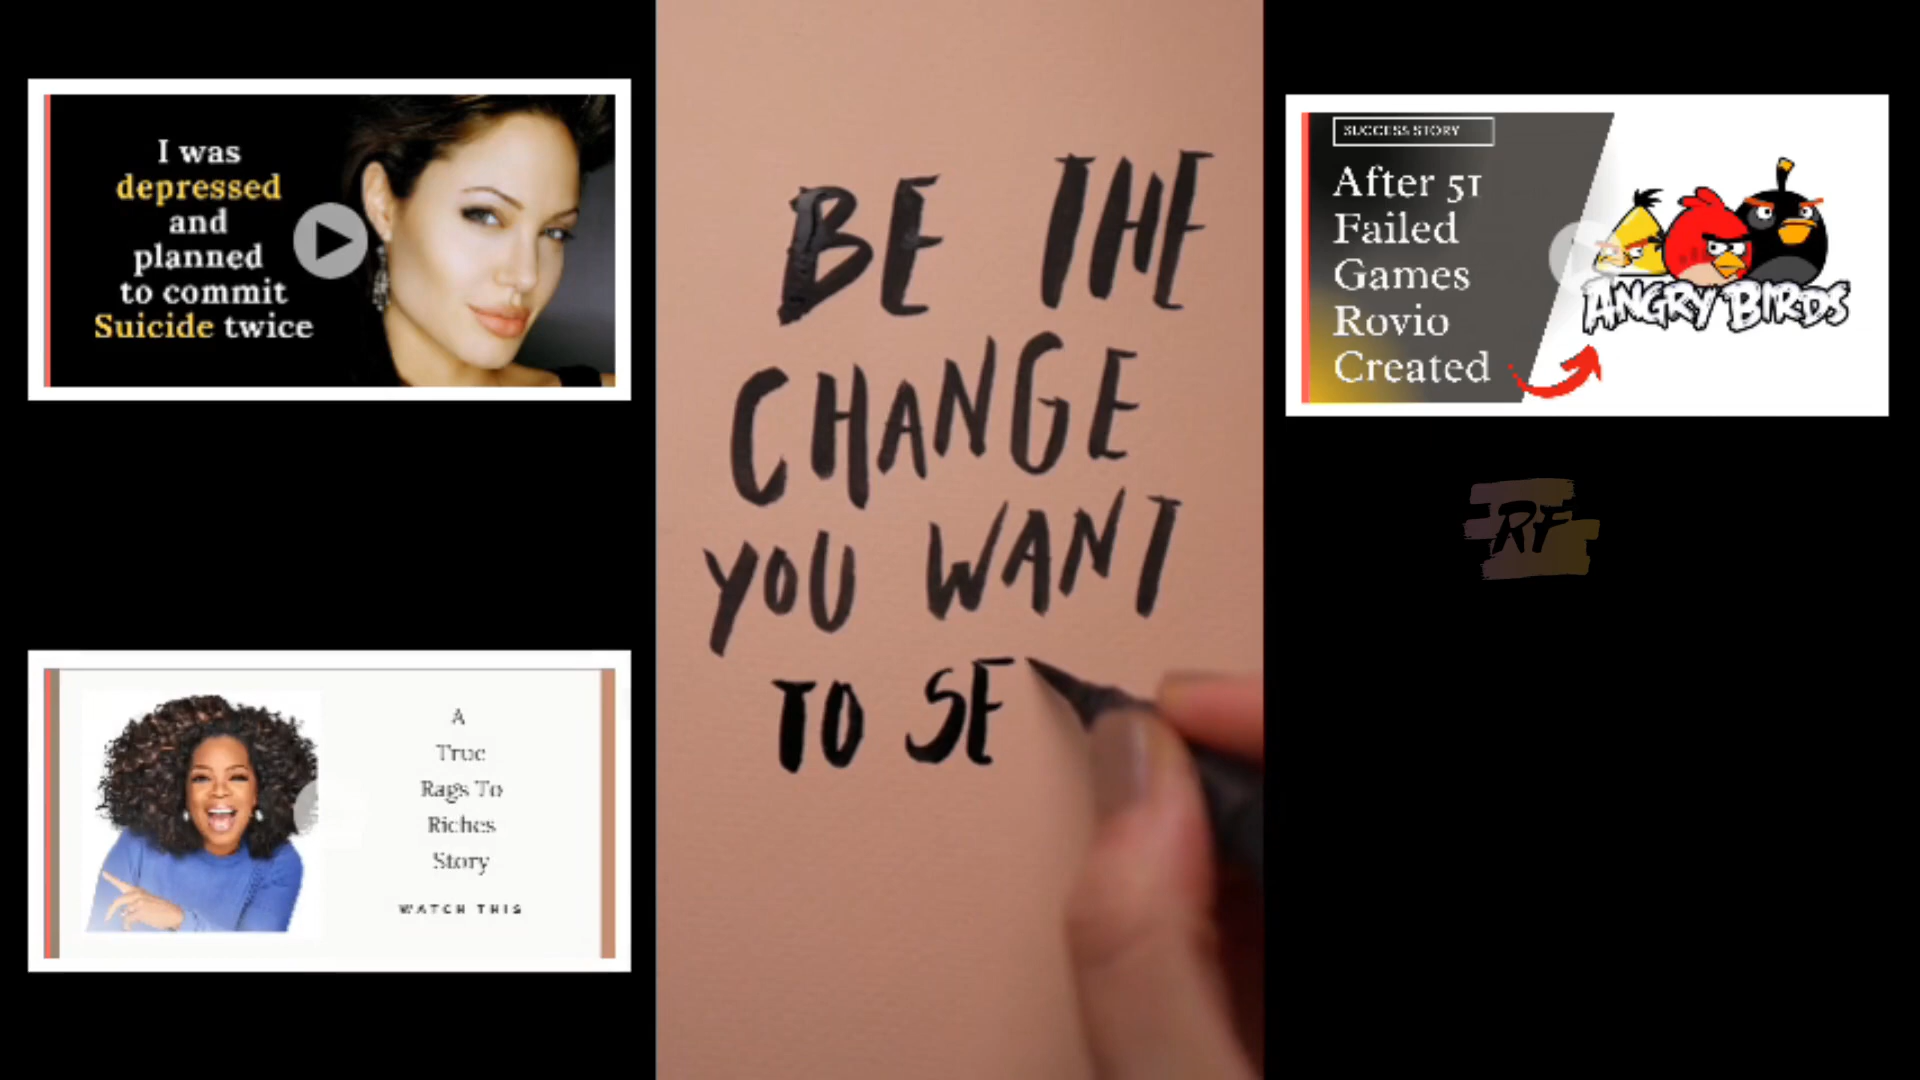 I was
depressed
and
planned
to commit
Suicide twice
BE THE
CHANGE
YOU WANT
TO SE
SUCCESS STORY
After 51
Failed
Games
Rovio
Created
ANGRY BIRDS
RF
A
True
Rags To
Riches
Story
WATCH THIS